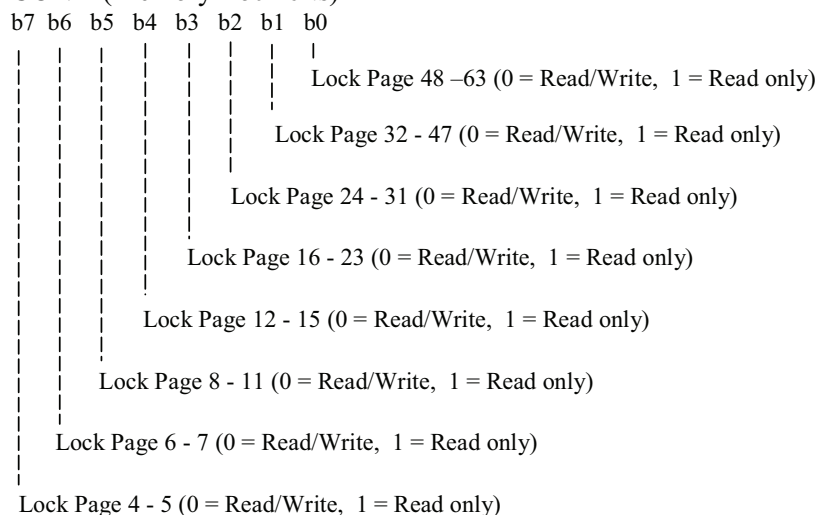 b7 b6 b5 b4 b3 b2 b1 b0
Lock Page 48 –63 (0 = Read/Write, 1 = Read only)
Lock Page 32 - 47 (0 = Read/Write, 1 = Read only)
Lock Page 24 - 31 (0 = Read/Write, 1 = Read only)
Lock Page 16 - 23 (0 = Read/Write, 1 = Read only)
Lock Page 12 - 15 (0 = Read/Write, 1 = Read only)
Lock Page 8 - 11 (0 = Read/Write, 1 = Read only)
Lock Page 6 - 7 (0 = Read/Write, 1 = Read only)
Lock Page 4 - 5 (0 = Read/Write, 1 = Read only)